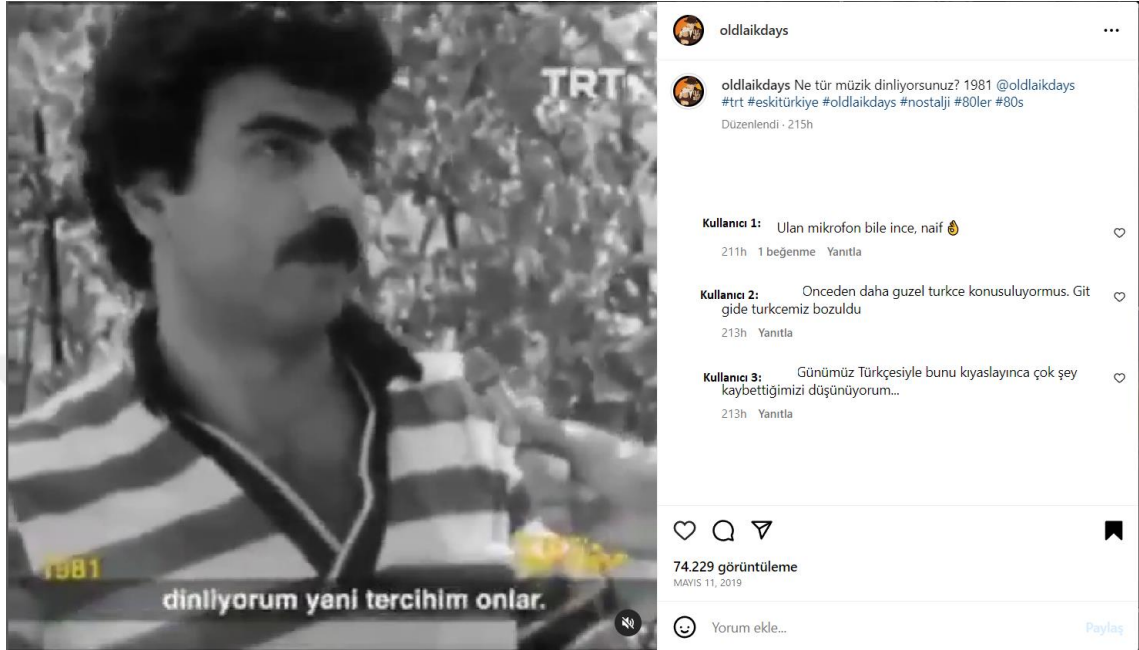 TRT
1981
dinliyorum yani tercihim onlar.
oldlaikdays
oldlaikdays Ne tür müzik dinliyorsunuz? 1981 @oldlaikdays
#trt #eskitürkiye #oldlaikdays #nostalji #80ler #80s
Düzenlendi · 215h
Kullanıcı 1: Ulan mikrofon bile ince, naif👌
211h 1 beğenme Yanıtla
Kullanıcı 2: Onceden daha guzel turkce konusuluyormus. Git
gide turkcemiz bozuldu
213h Yanıtla
Kullanıcı 3: Günümüz Türkçesiyle bunu kıyaslayınca çok şey
kaybettiğimizi düşünüyorum...
213h Yanıtla
74.229 görüntüleme
MAYIS 11, 2019
Yorum ekle...
Paylaş